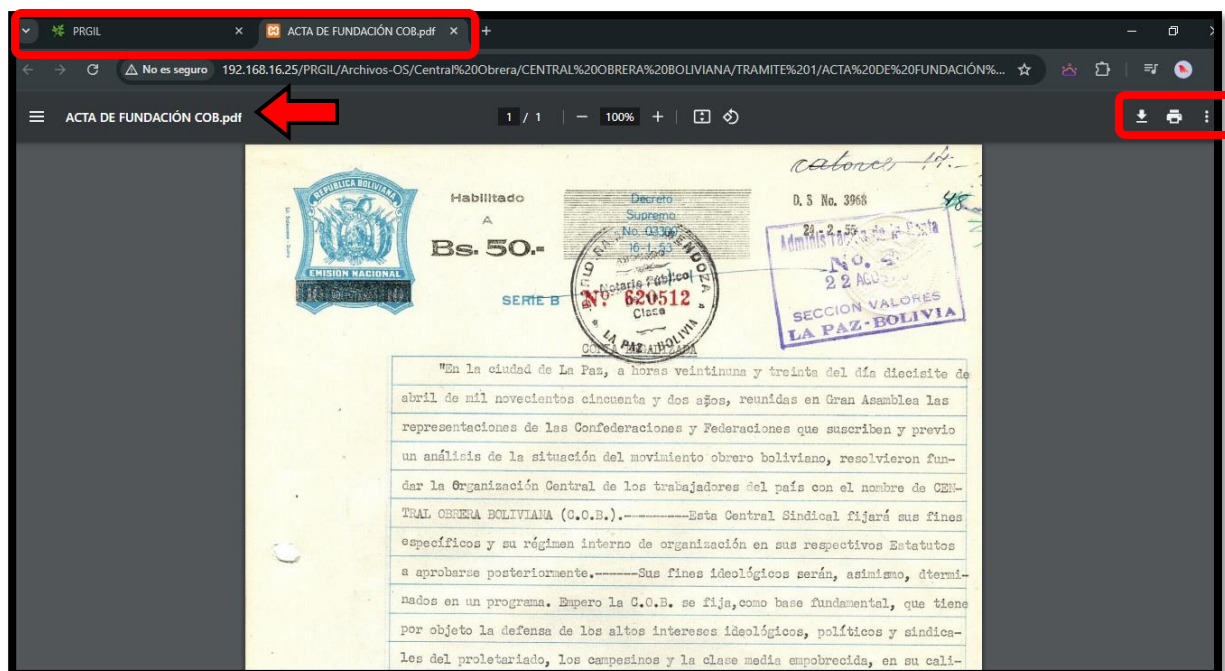 PRGIL
ACTA DE FUNDACIÓN COB.pdf
No es seguro 192.168.16.25/PRGIL/Archivos-OS/Central%20Obrera/CENTRAL%20OBRERA%20BOLIVIANA/TRAMITE%201/ACTA%20DE%20FUNDACIÓN%...
ACTA DE FUNDACIÓN COB.pdf
1 / 1
100%
catorce 14.-
REPUBLICA BOLIVIANA
EMISION NACIONAL
Habilitado
A
Bs. 50.-
SERIE B
Decreto
Supremo
No. 03300
16-1-53
Notario Público
Nº 620512
Clase
LA PAZ BOLIVIA
D. S No. 3968
48
22 AGO
SECCION VALORES
LA PAZ-BOLIVIA
"En la ciudad de La Paz, a horas veintinuna y treinta del día diecisite de
abril de mil novecientos cincuenta y dos años, reunidas en Gran Asamblea las
representaciones de las Confederaciones y Federaciones que suscriben y previo
un análisis de la situación del movimiento obrero boliviano, resolvieron fun-
dar la Organización Central de los trabajadores del país con el nombre de CEN-
TRAL OBRERA BOLIVIANA (C.O.B.).----------Esta Central Sindical fijará sus fines
específicos y su régimen interno de organización en sus respectivos Estatutos
a aprobarse posteriormente.------Sus fines ideológicos serán, asimismo, dtermi-
nados en un programa. Empero la C.O.B. se fija,como base fundamental, que tiene
por objeto la defensa de los altos intereses ideológicos, políticos y sindica-
les del proletariado, los campesinos y la clase media empobrecida, en su cali-